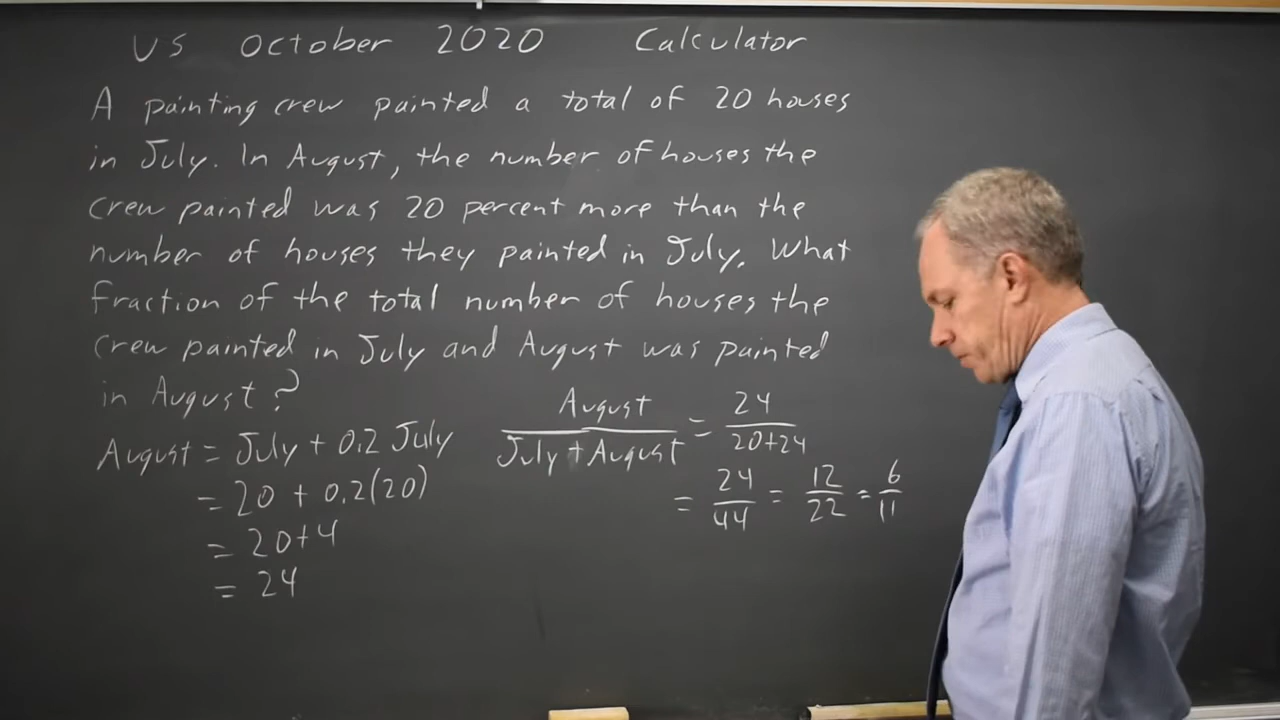 US October 2020 Calculator
A painting crew painted a total of 20 houses
in July. In August, the number of houses the
crew painted was 20 percent more than the
number of houses they painted in July. What
fraction of the total number of houses the
crew painted in July and August was painted
in August?
August = July + 0.2 July
= 20 + 0.2(20)
= 20+4
= 24
August / July + August = 24 / 20+24
= 24/44 = 12/22 = 6/11